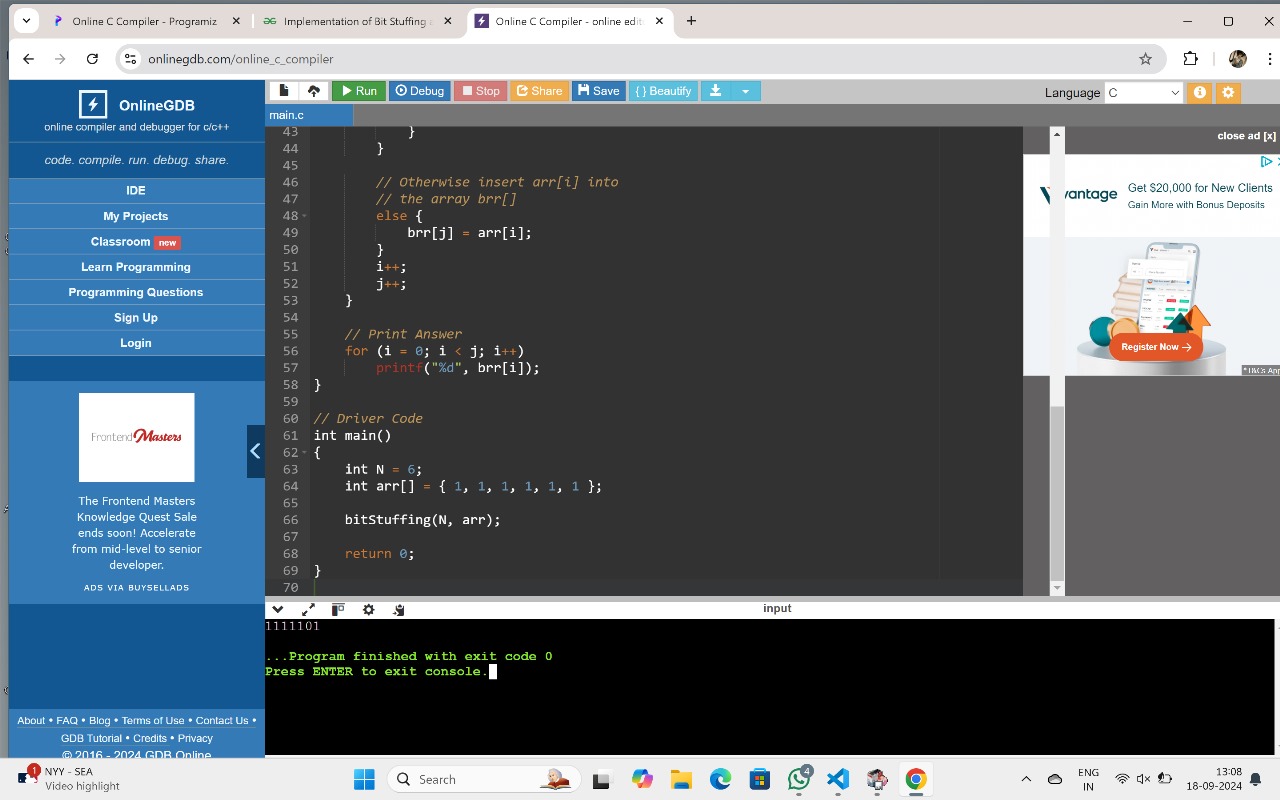 Online C Compiler - Programiz
Implementation of Bit Stuffing
Online C Compiler - online edit
onlinegdb.com/online_c_compiler
OnlineGDB
online compiler and debugger for c/c++
code. compile. run. debug. share.
IDE
My Projects
Classroom new
Learn Programming
Programming Questions
Sign Up
Login
Frontend Masters
The Frontend Masters
Knowledge Quest Sale
ends soon! Accelerate
from mid-level to senior
developer.
ADS VIA BUYSELLADS
About • FAQ • Blog • Terms of Use • Contact Us •
GDB Tutorial • Credits • Privacy
© 2016 - 2024 GDB Online
Run Debug Stop Share Save { } Beautify
Language C
main.c
43 }
44 }
45
46 // Otherwise insert arr[i] into
47 // the array brr[]
48 else {
49 brr[j] = arr[i];
50 }
51 i++;
52 j++;
53 }
54
55 // Print Answer
56 for (i = 0; i < j; i++)
57 printf("%d", brr[i]);
58 }
59
60 // Driver Code
61 int main()
62 {
63 int N = 6;
64 int arr[] = { 1, 1, 1, 1, 1, 1 };
65
66 bitStuffing(N, arr);
67
68 return 0;
69 }
70
close ad [x]
vantage
Get $20,000 for New Clients
Gain More with Bonus Deposits
Register Now →
*T&Cs App
input
1111101
...Program finished with exit code 0
Press ENTER to exit console.
1
NYY - SEA
Video highlight
Search
4
ENG
IN
13:08
18-09-2024